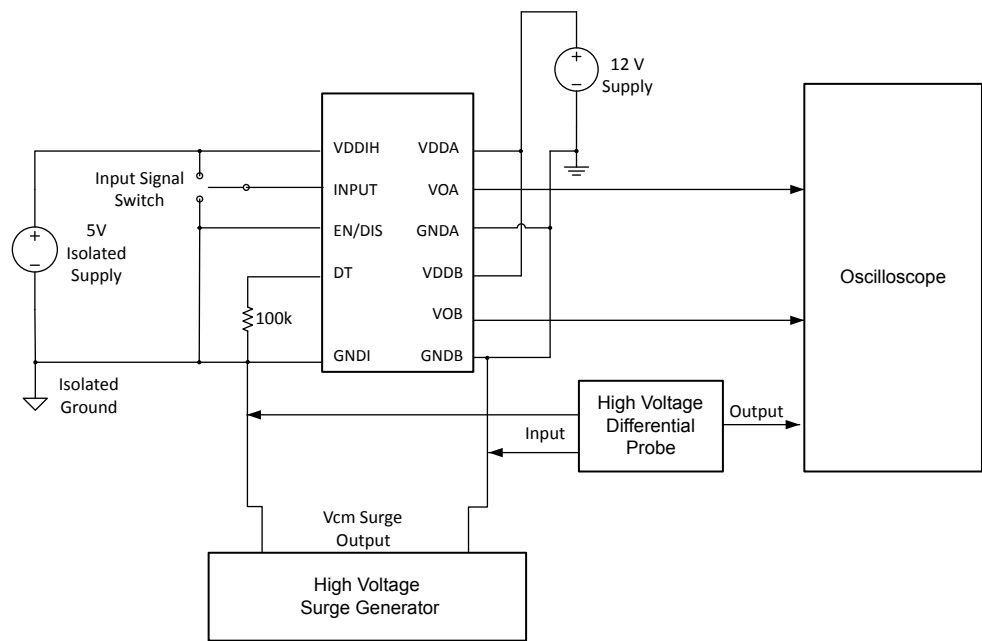 12 V
Supply
+
−
VDDIH
VDDA
Input Signal
Switch
INPUT
VOA
5V
Isolated
Supply
+
−
EN/DIS
GNDA
DT
VDDB
Oscilloscope
100k
VOB
GNDI
GNDB
Isolated
Ground
High Voltage
Differential
Probe
Input
Output
Vcm Surge
Output
High Voltage
Surge Generator